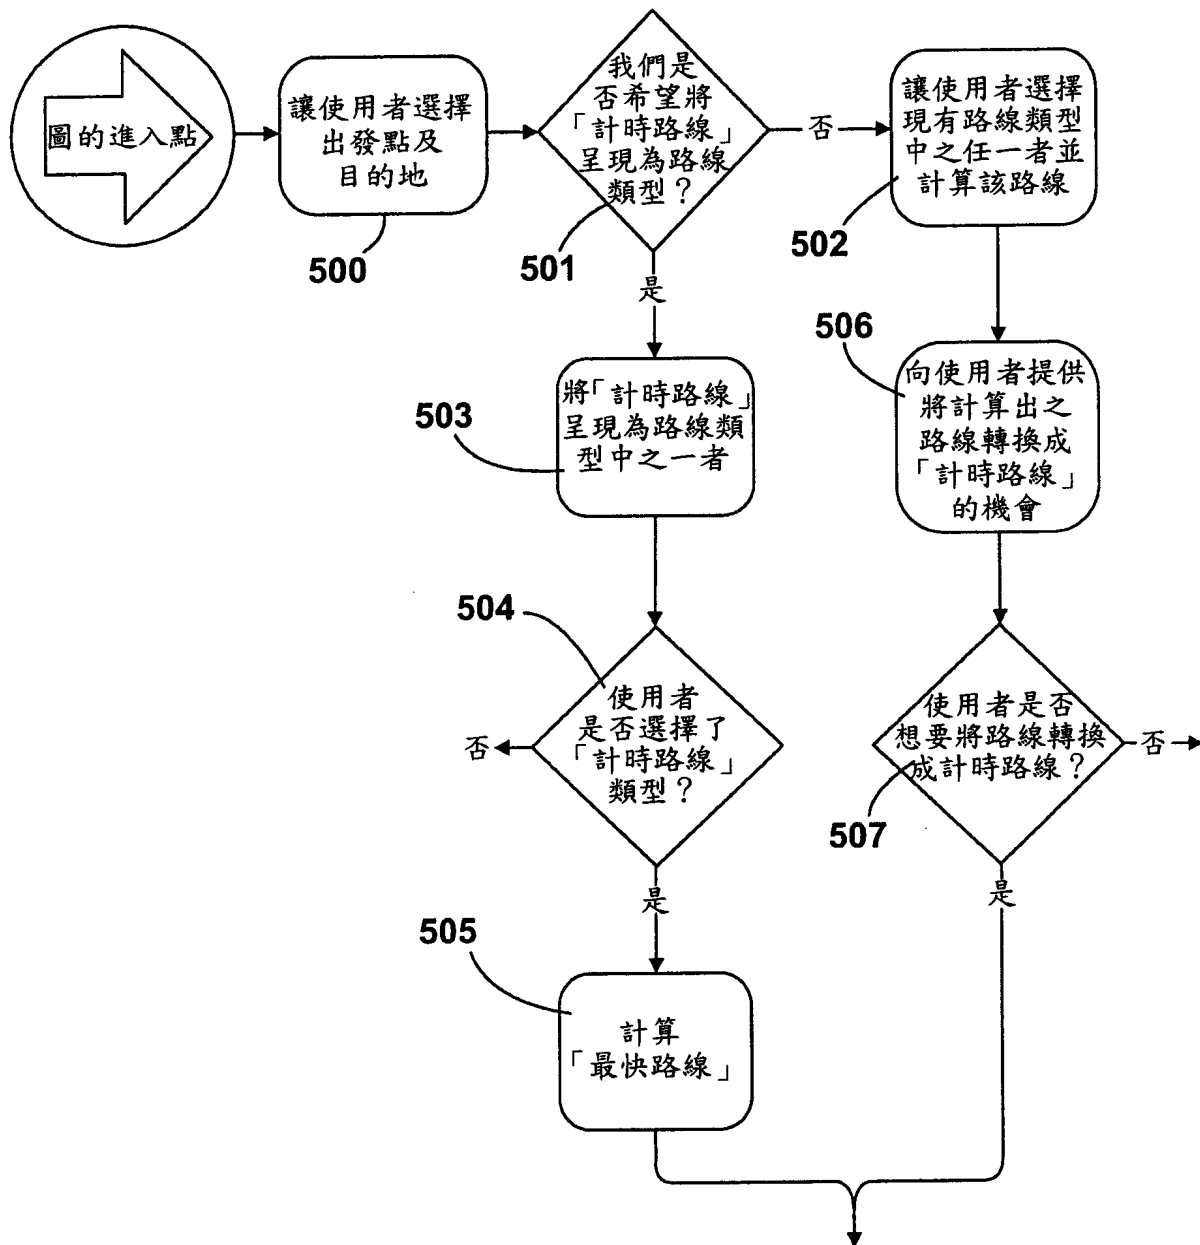 圖的進入點
讓使用者選擇
出發點及
目的地
500
我們是
否希望將
「計時路線」
呈現為路線
類型？
501
否
讓使用者選擇
現有路線類型
中之任一者並
計算該路線
502
是
將「計時路線」
呈現為路線類
型中之一者
503
506
向使用者提供
將計算出之
路線轉換成
「計時路線」
的機會
504
使用者
是否選擇了
「計時路線」
類型？
否
使用者是否
想要將路線轉換
成計時路線？
否
507
是
是
505
計算
「最快路線」